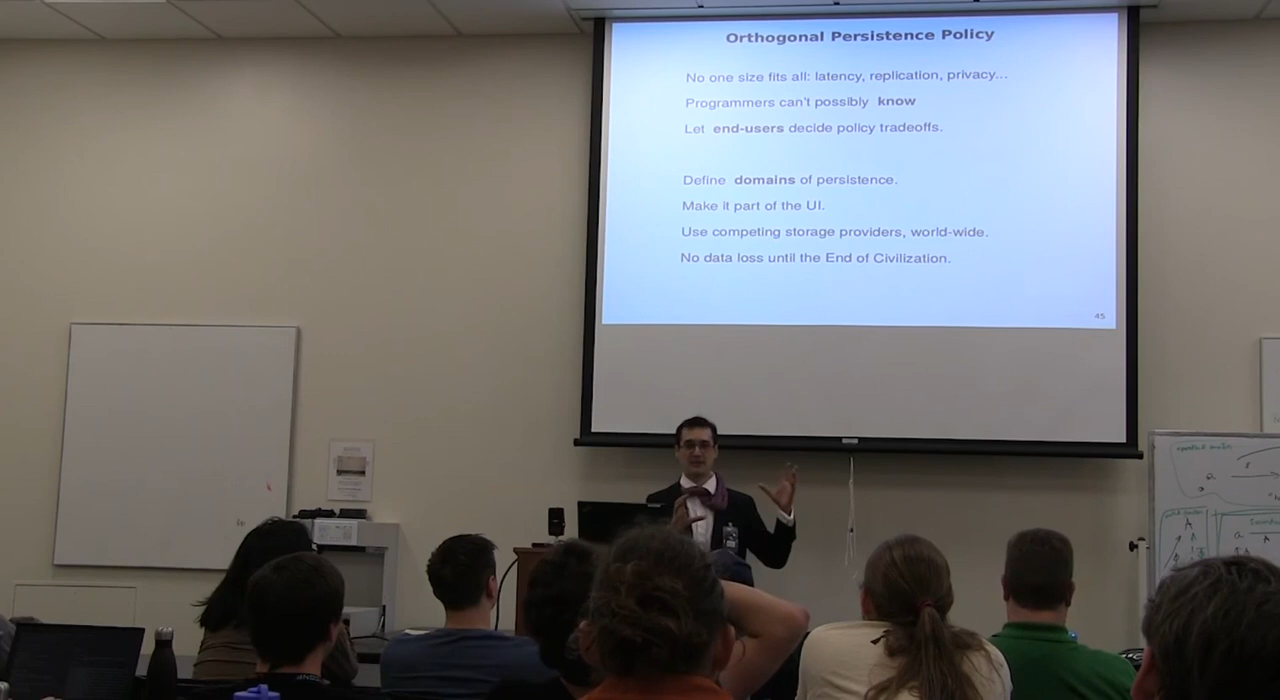 Orthogonal Persistence Policy
No one size fits all: latency, replication, privacy...
Programmers can't possibly know
Let end-users decide policy tradeoffs.
Define domains of persistence.
Make it part of the UI.
Use competing storage providers, world-wide.
No data loss until the End of Civilization.
45